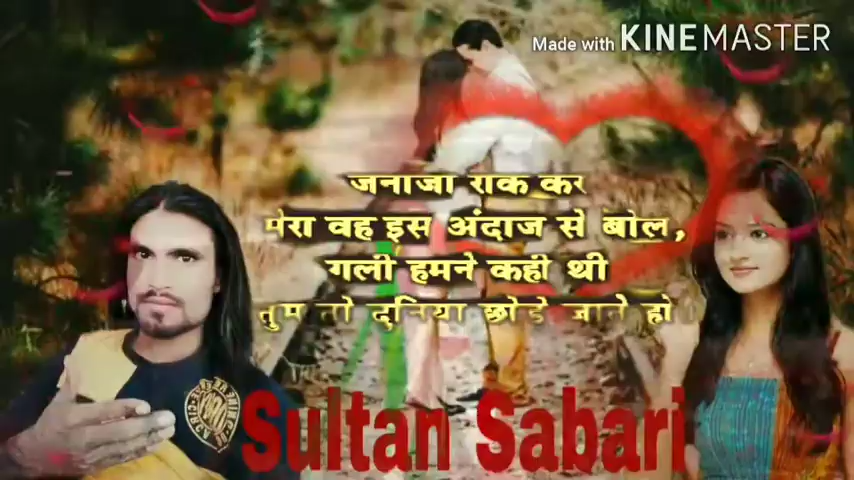 Made with KINEMASTER
जनाजा राक कर
मेरा वह इस अंदाज से बोल,
गली हमने कही थी
तुम तो दुनिया छोडे जाते हो
Sultan Sabari